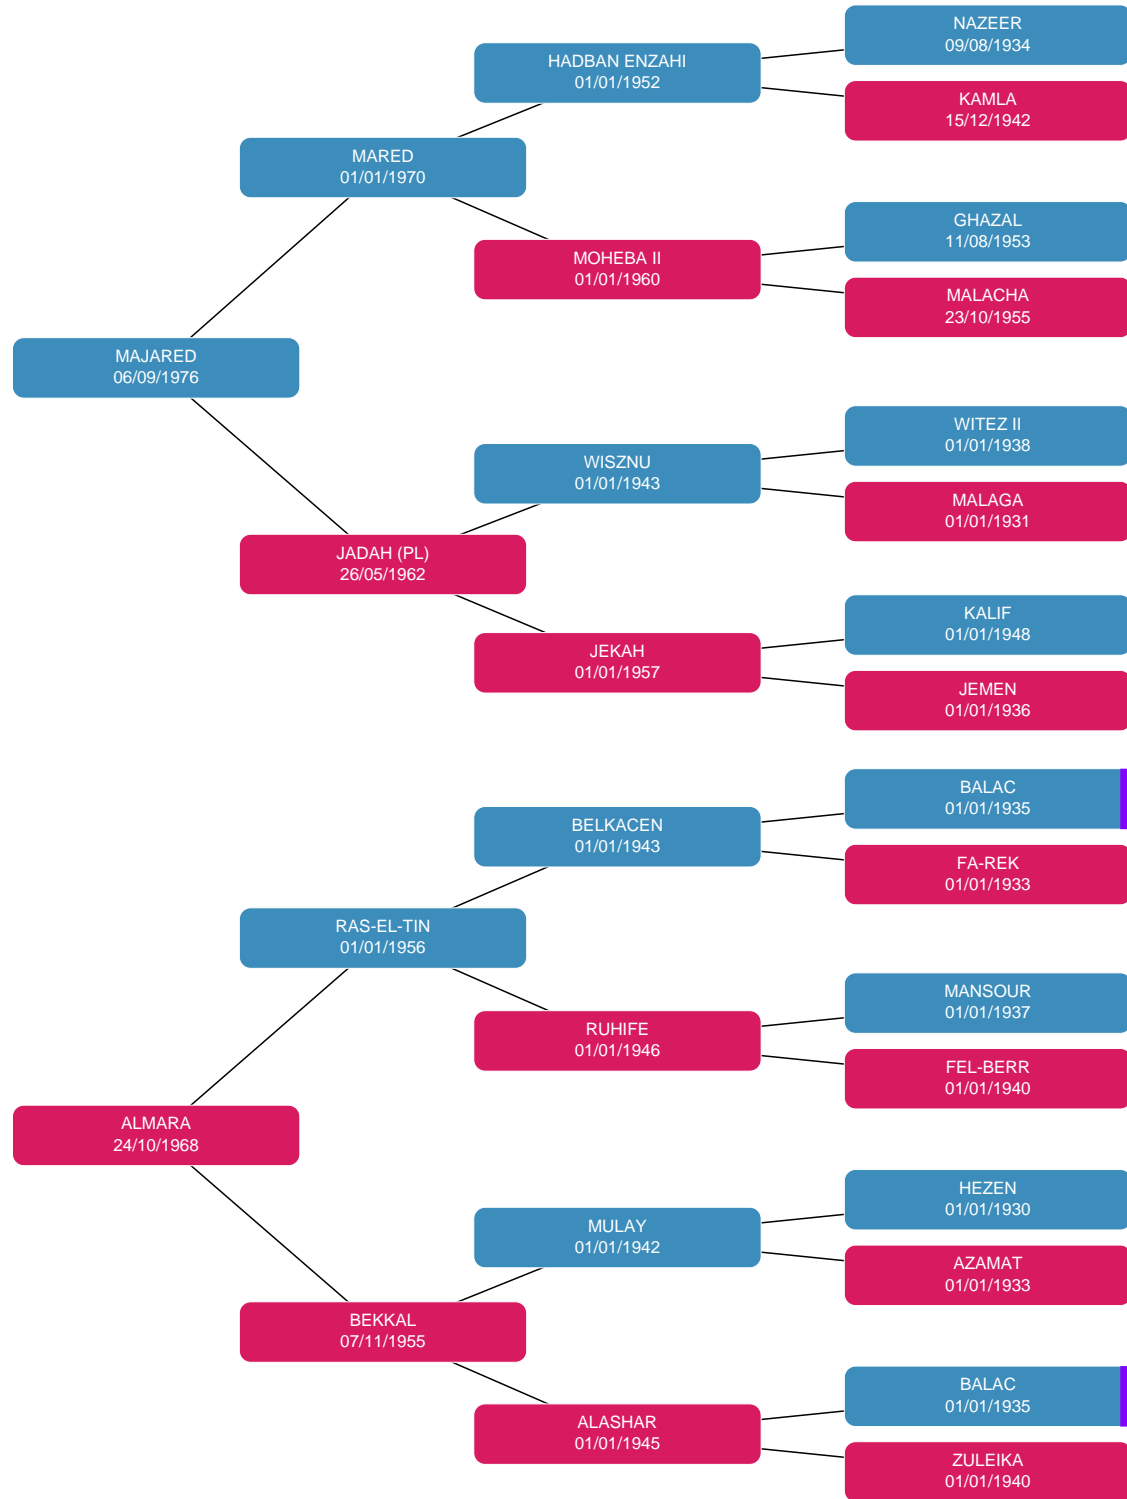 NAZEER
09/08/1934
HADBAN ENZAHI
01/01/1952
KAMLA
15/12/1942
MARED
01/01/1970
GHAZAL
11/08/1953
MOHEBA II
01/01/1960
MALACHA
23/10/1955
MAJARED
06/09/1976
WITEZ II
01/01/1938
WISZNU
01/01/1943
MALAGA
01/01/1931
JADAH (PL)
26/05/1962
KALIF
01/01/1948
JEKAH
01/01/1957
JEMEN
01/01/1936
BALAC
01/01/1935
BELKACEN
01/01/1943
FA-REK
01/01/1933
RAS-EL-TIN
01/01/1956
MANSOUR
01/01/1937
RUHIFE
01/01/1946
FEL-BERR
01/01/1940
ALMARA
24/10/1968
HEZEN
01/01/1930
MULAY
01/01/1942
AZAMAT
01/01/1933
BEKKAL
07/11/1955
BALAC
01/01/1935
ALASHAR
01/01/1945
ZULEIKA
01/01/1940